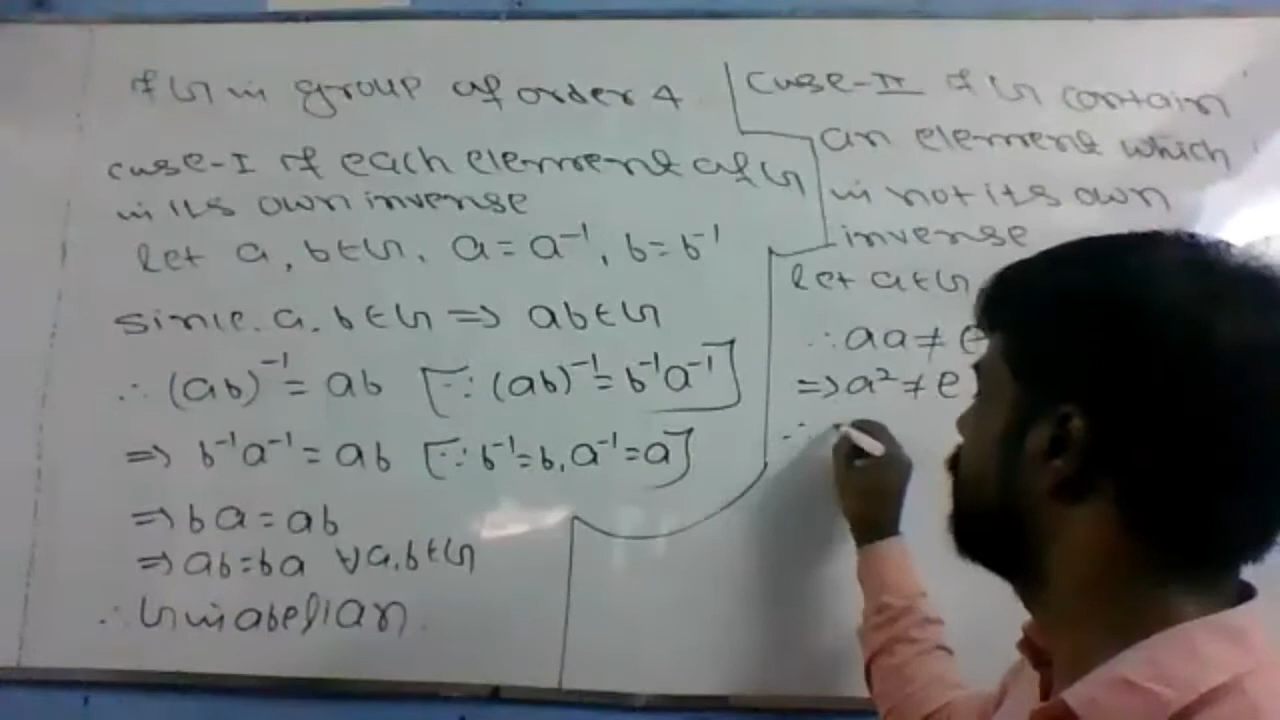 If G is group of order 4
case-I If each element of G
is its own inverse
let a, b ∈ G, a = a⁻¹, b = b⁻¹
since a, b ∈ G ⇒ ab ∈ G
∴ (ab)⁻¹ = ab [∵ (ab)⁻¹ = b⁻¹a⁻¹]
⇒ b⁻¹a⁻¹ = ab [∵ b⁻¹ = b, a⁻¹ = a]
⇒ ba = ab
⇒ ab = ba ∀ a, b ∈ G
∴ G is abelian.
case-II If G contain
an element which
is not its own
inverse
let a ∈ G
∴ aa ≠ e
⇒ a² ≠ e
∴